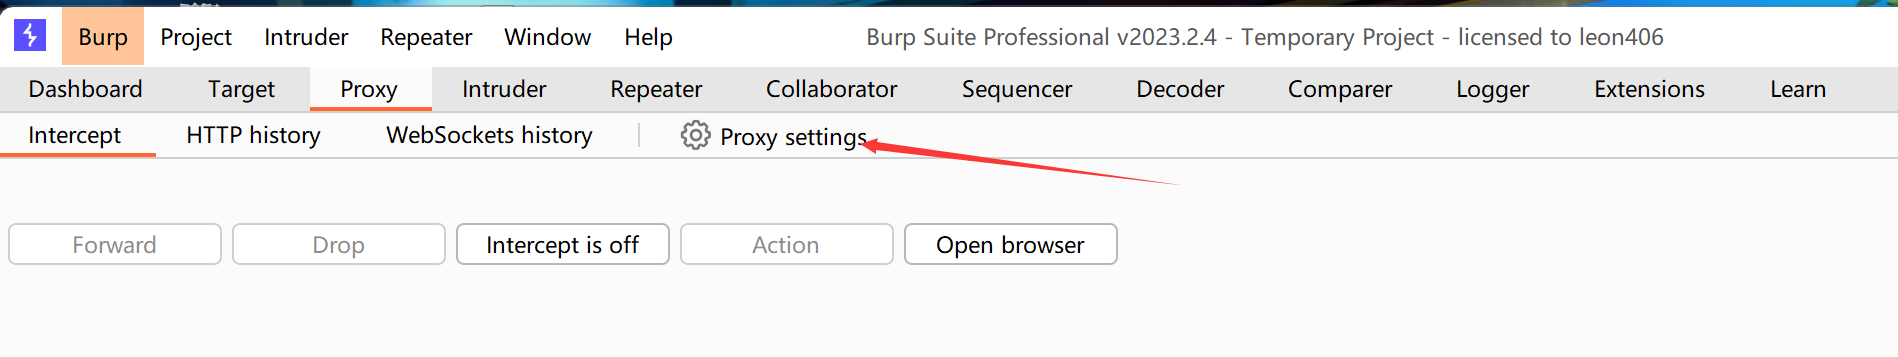 Burp Project Intruder Repeater Window Help Burp Suite Professional v2023.2.4 - Temporary Project - licensed to leon406
Dashboard Target Proxy Intruder Repeater Collaborator Sequencer Decoder Comparer Logger Extensions Learn
Intercept HTTP history WebSockets history Proxy settings
Forward Drop Intercept is off Action Open browser